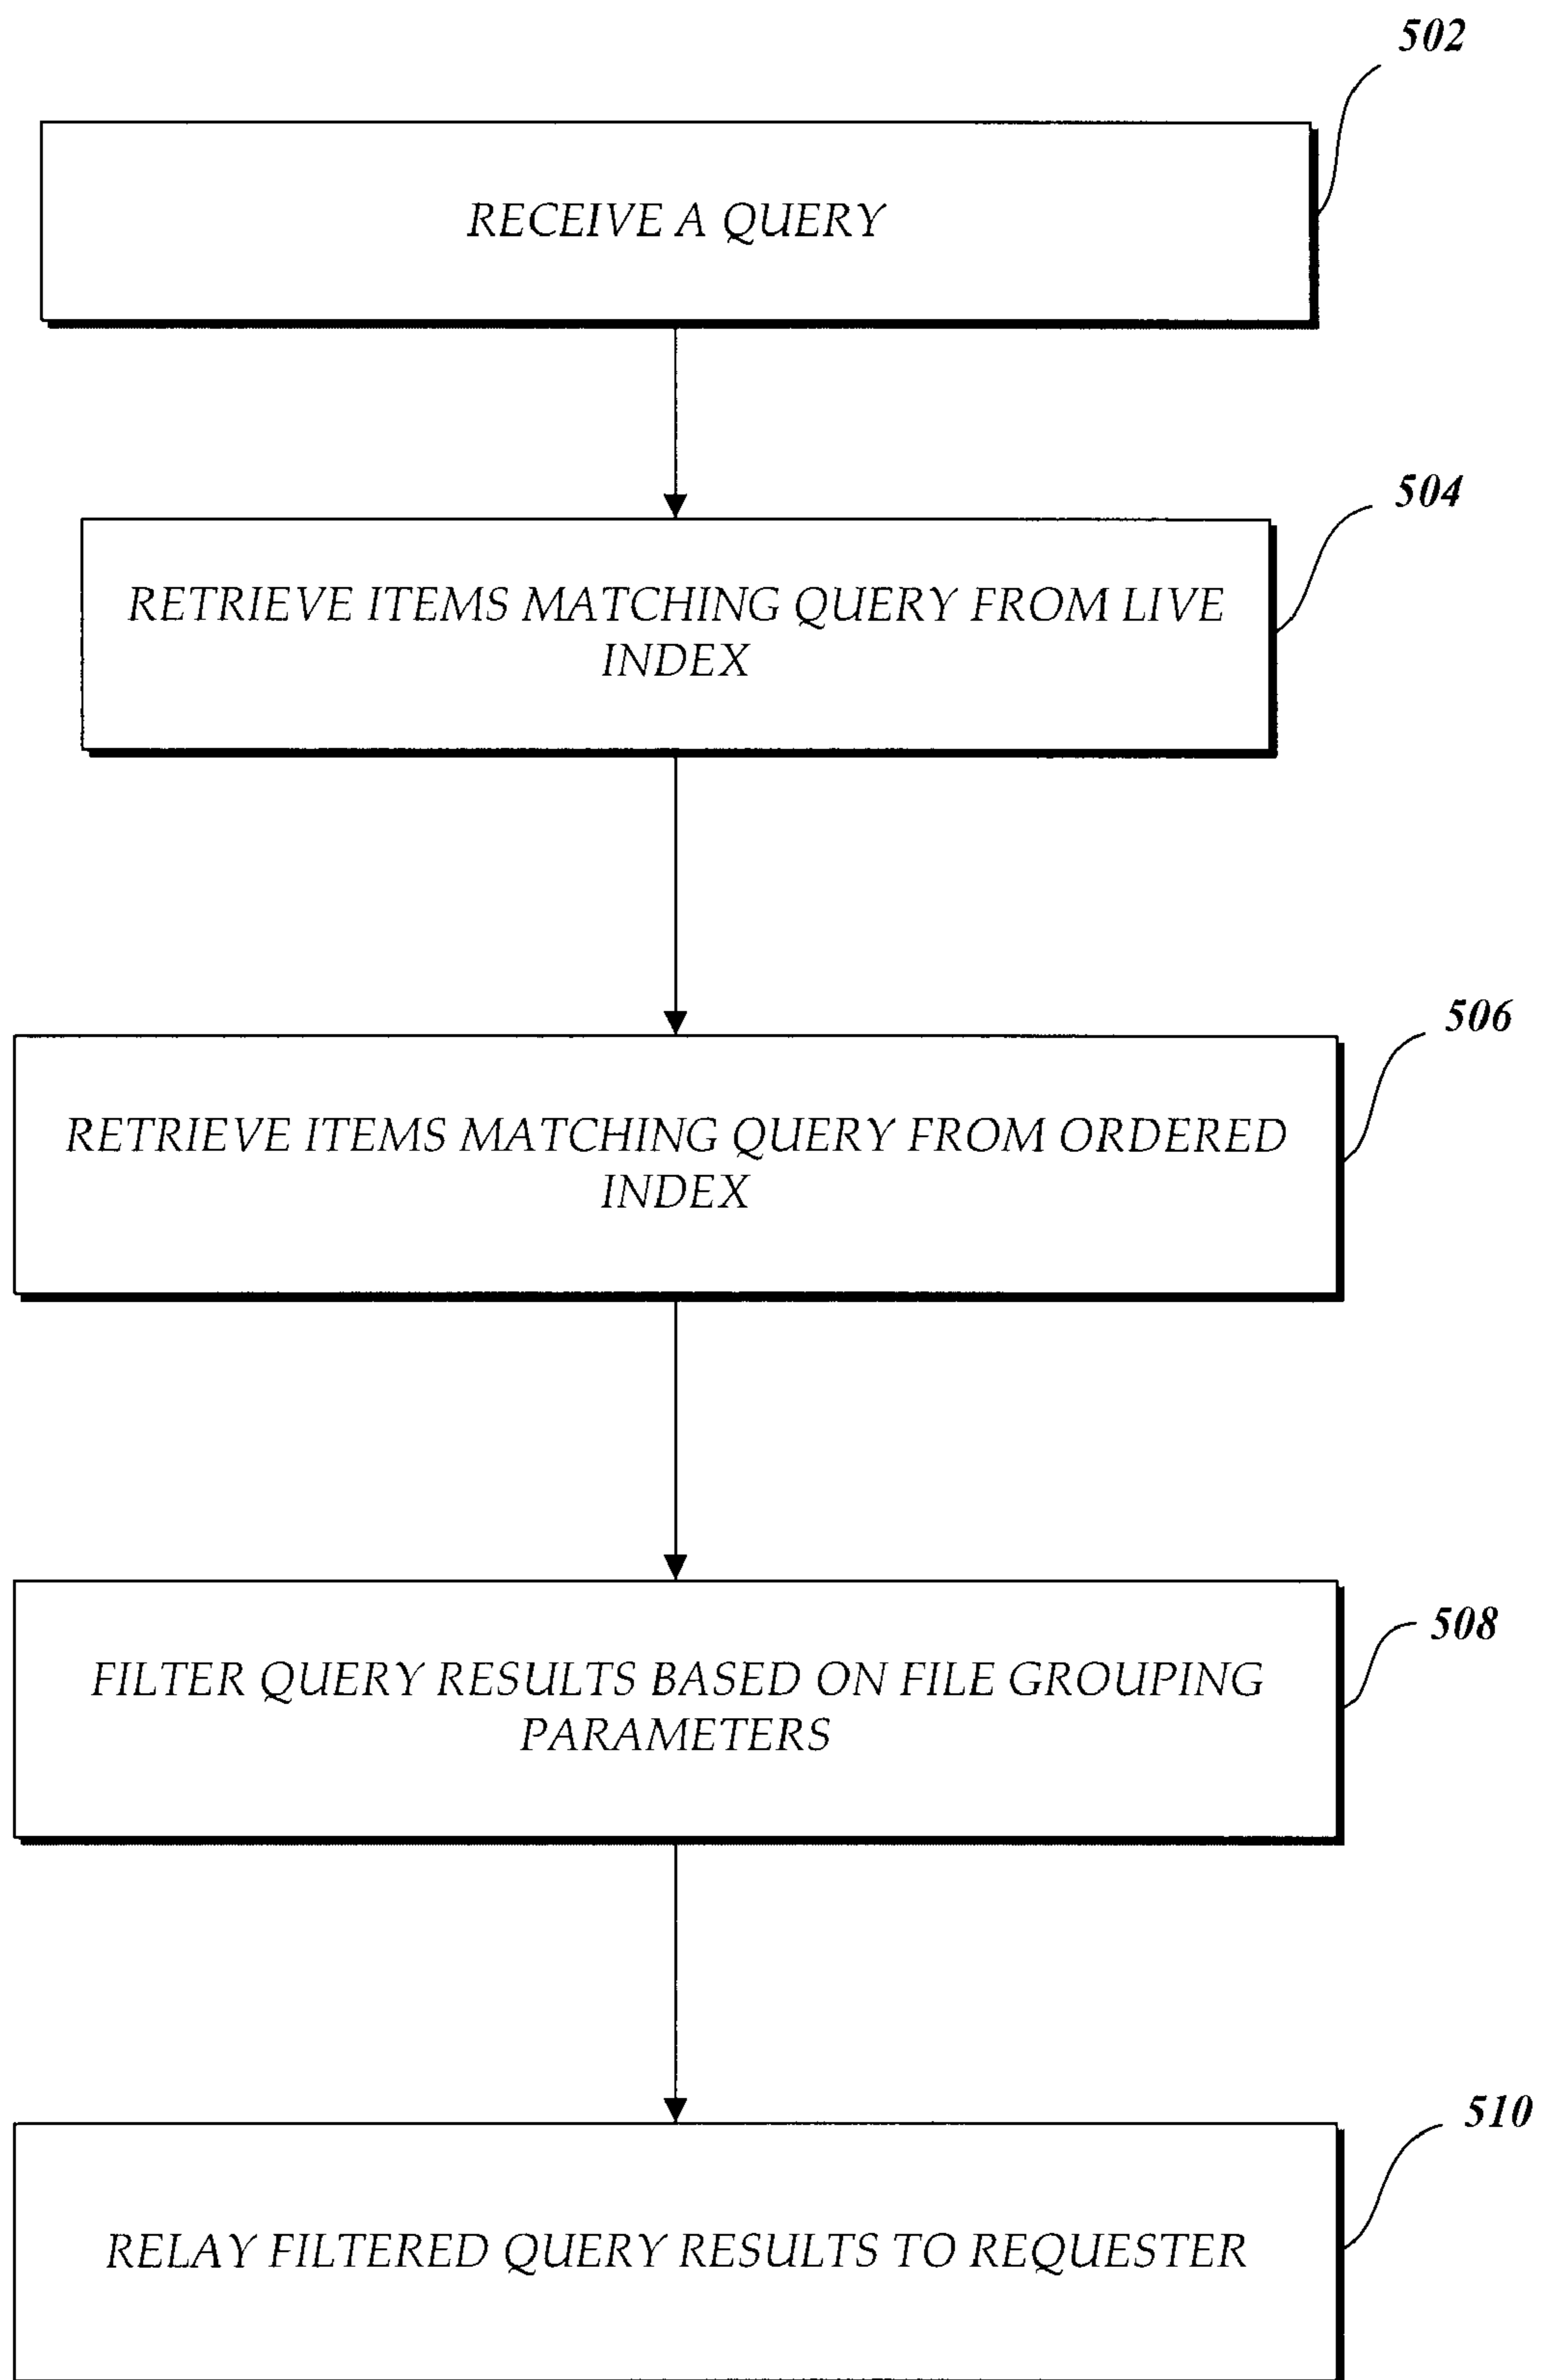 502
RECEIVE A QUERY
504
RETRIEVE ITEMS MATCHING QUERY FROM LIVE
INDEX
506
RETRIEVE ITEMS MATCHING QUERY FROM ORDERED
INDEX
508
FILTER QUERY RESULTS BASED ON FILE GROUPING
PARAMETERS
510
RELAY FILTERED QUERY RESULTS TO REQUESTER